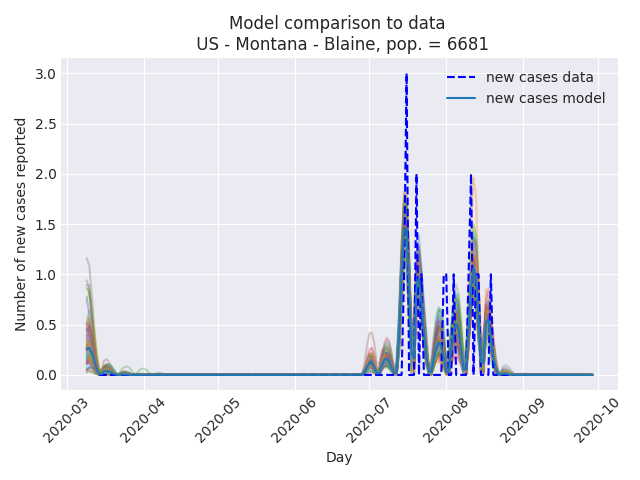 Model comparison to data
US - Montana - Blaine, pop. = 6681
new cases data
new cases model
Number of new cases reported
3.0
2.5
2.0
1.5
1.0
0.5
0.0
2020-03
2020-04
2020-05
2020-06
2020-07
2020-08
2020-09
2020-10
Day